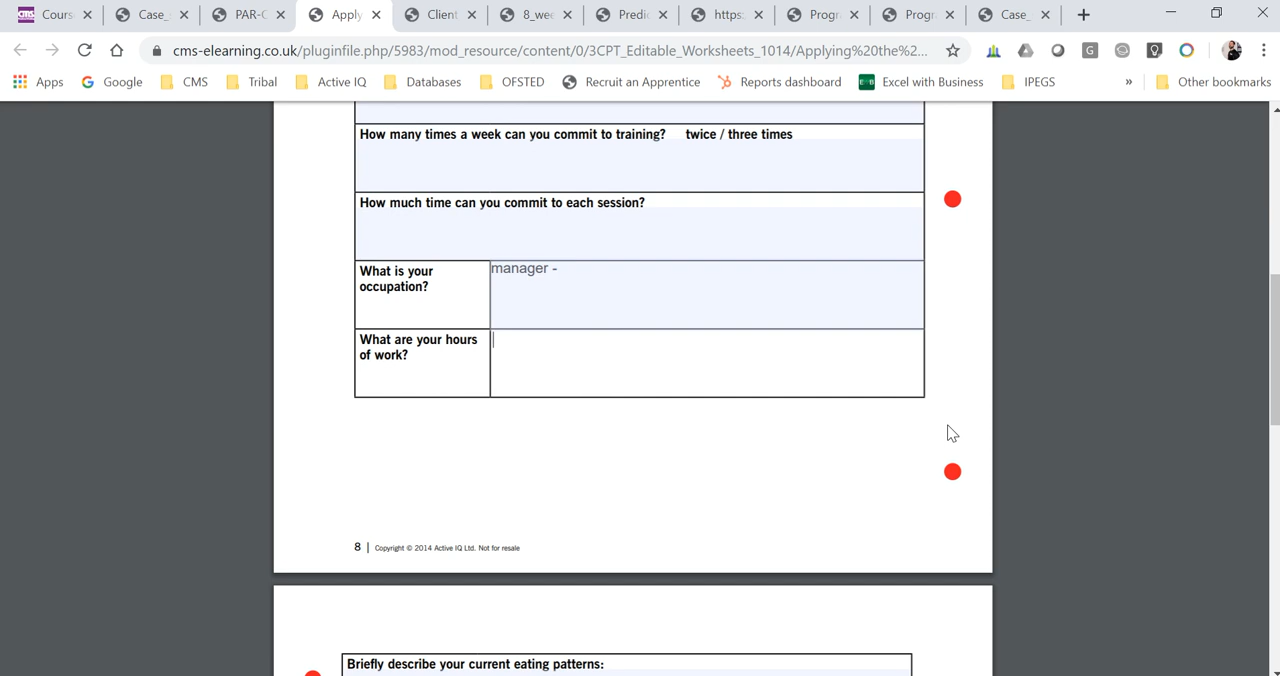 Cours
Case_
PAR-C
Apply
Client
8_wee
Predic
https:
Progra
Progr
Case_
cms-elearning.co.uk/pluginfile.php/5983/mod_resource/content/0/3CPT_Editable_Worksheets_1014/Applying%20the%2...
Apps
Google
CMS
Tribal
Active IQ
Databases
OFSTED
Recruit an Apprentice
Reports dashboard
Excel with Business
IPEGS
»
Other bookmarks
How many times a week can you commit to training? twice / three times
How much time can you commit to each session?
What is your
occupation?
manager -
What are your hours
of work?
8 | Copyright © 2014 Active IQ Ltd. Not for resale
Briefly describe your current eating patterns: